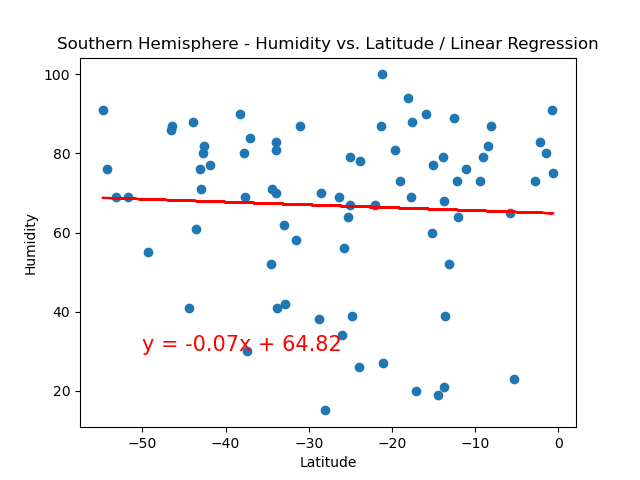 Southern Hemisphere - Humidity vs. Latitude / Linear Regression
100
80
60
40
20
Humidity
y = -0.07x + 64.82
−50
−40
−30
−20
−10
0
Latitude